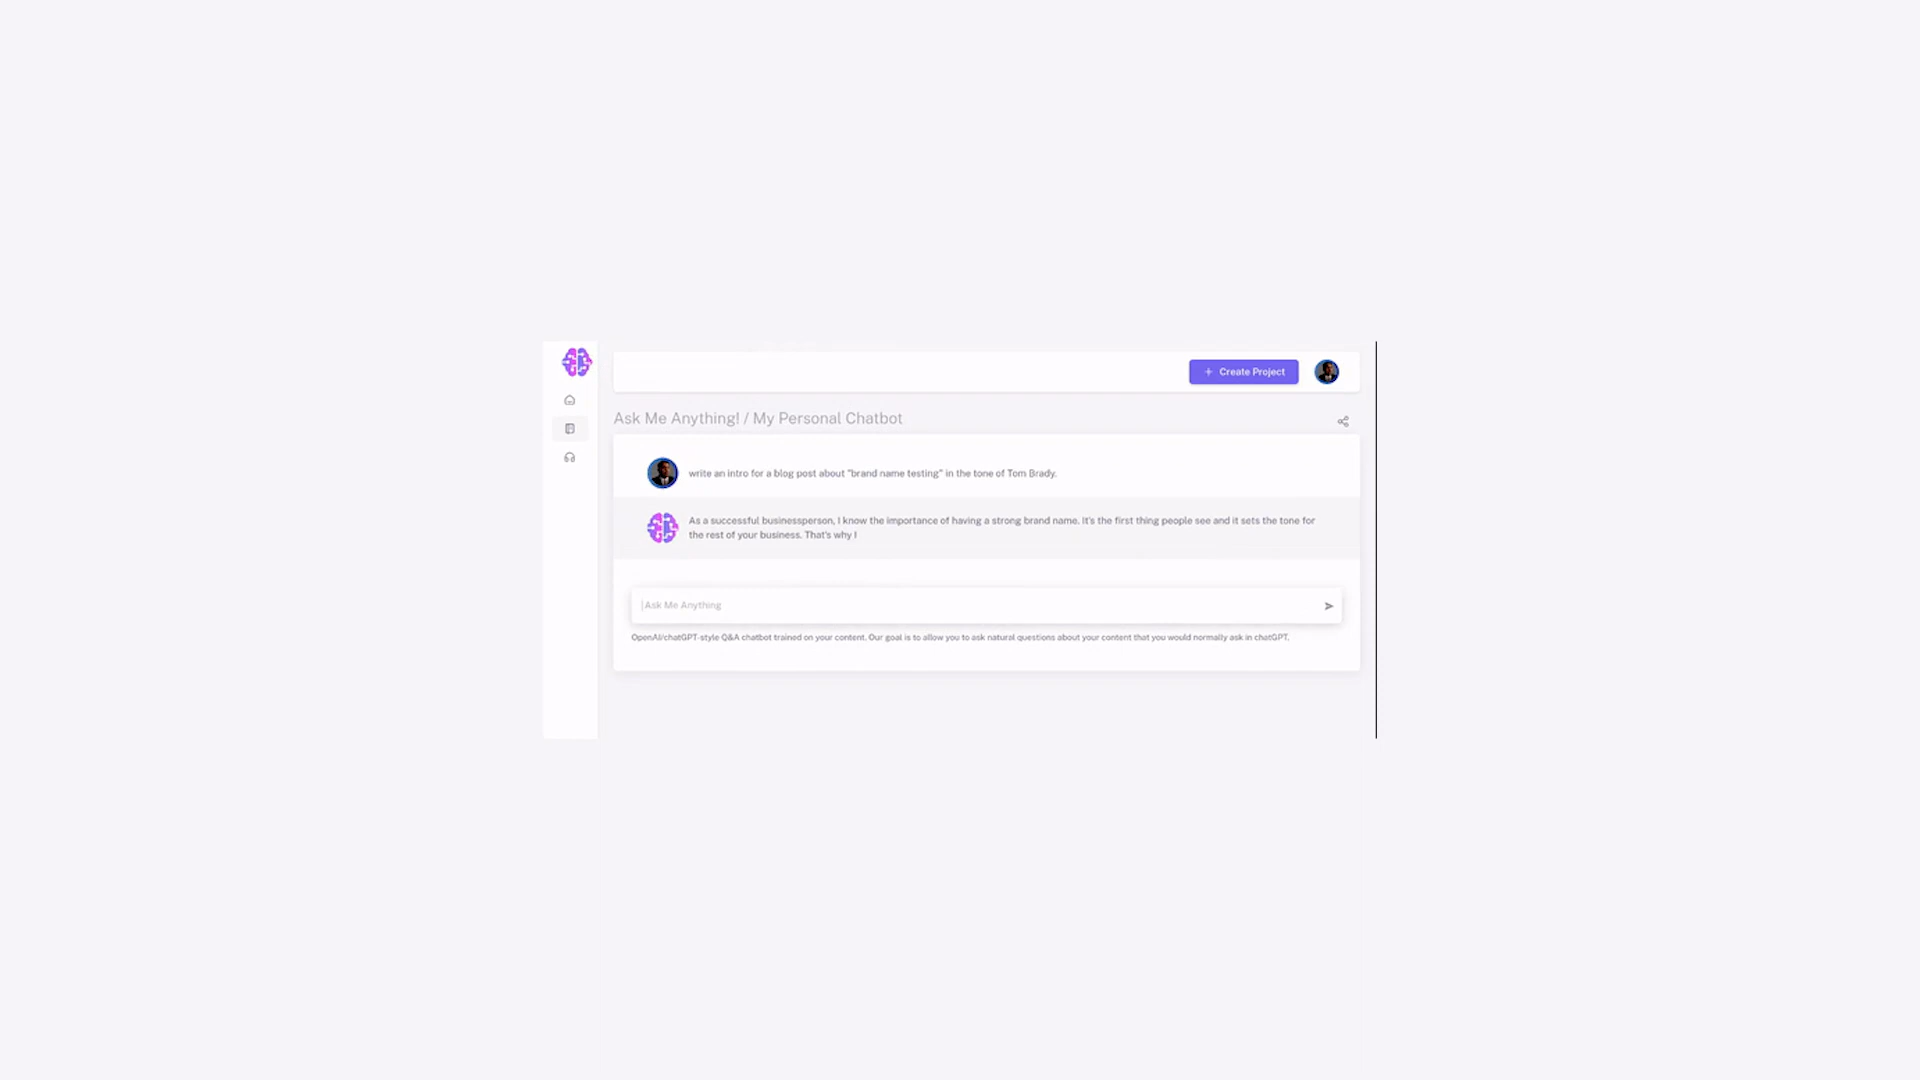 + Create Project
Ask Me Anything! / My Personal Chatbot
write an intro for a blog post about "brand name testing" in the tone of Tom Brady.
As a successful businessperson, I know the importance of having a strong brand name. It's the first thing people see and it sets the tone for
the rest of your business. That's why I
Ask Me Anything
OpenAI/chatGPT-style Q&A chatbot trained on your content. Our goal is to allow you to ask natural questions about your content that you would normally ask in chatGPT.